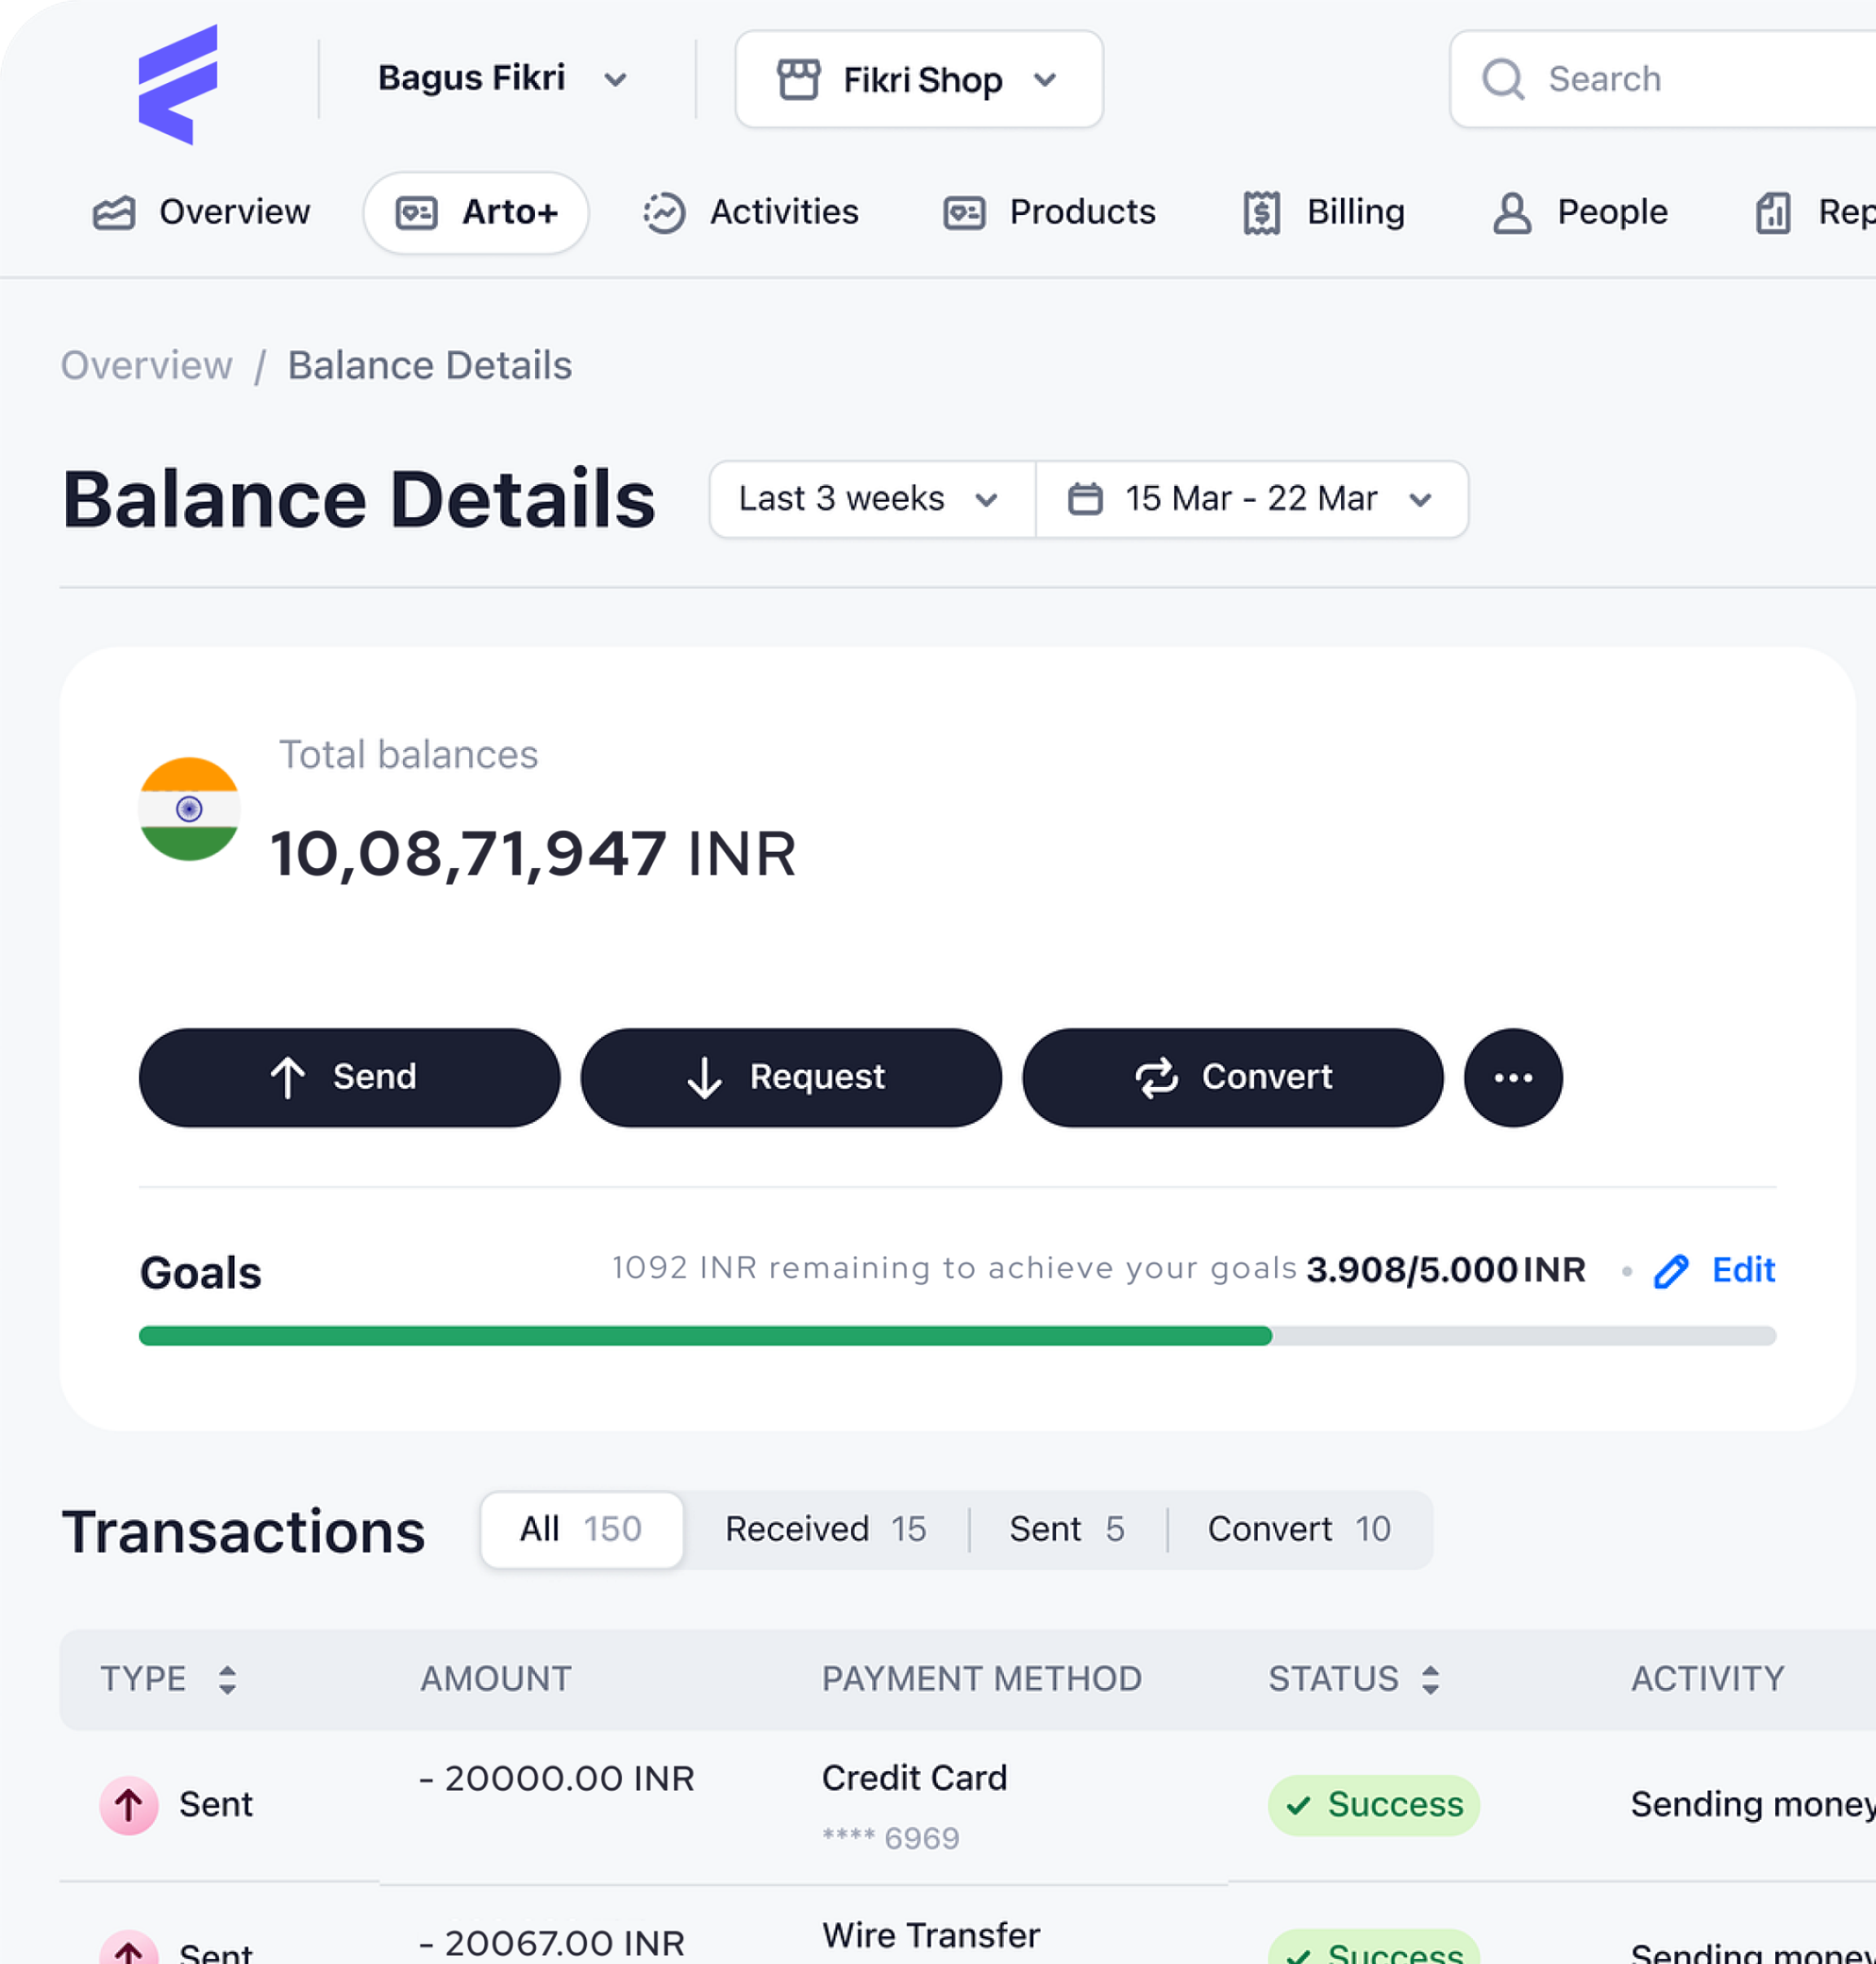 Bagus Fikri
Fikri Shop
Search
Overview
Arto+
Activities
Products
Billing
People
Overview / Balance Details
Balance Details
Last 3 weeks
15 Mar - 22 Mar
Total balances
10,08,71,947 INR
Send
Request
Convert
Goals
1092 INR remaining to achieve your goals 3.908/5.000 INR
Edit
Transactions
All 150
Received 15
Sent 5
Convert 10
TYPE AMOUNT PAYMENT METHOD STATUS ACTIVITY
Sent - 20000.00 INR Credit Card Success Sending money
**** 6969
Sent - 20067.00 INR Wire Transfer Success Sending money